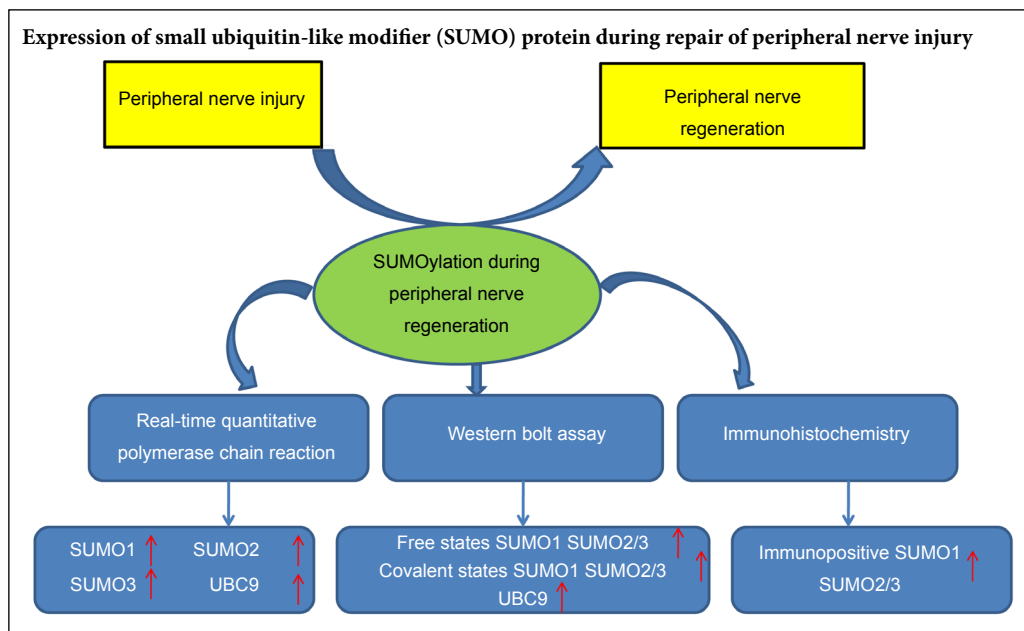 Expression of small ubiquitin-like modifier (SUMO) protein during repair of peripheral nerve injury
Peripheral nerve injury
Peripheral nerve
regeneration
SUMOylation during
peripheral nerve
regeneration
Real-time quantitative
polymerase chain reaction
Western bolt assay
Immunohistochemistry
SUMO1 ↑ SUMO2 ↑
SUMO3 ↑ UBC9 ↑
Free states SUMO1 SUMO2/3 ↑
Covalent states SUMO1 SUMO2/3 ↑
UBC9 ↑
Immunopositive SUMO1 ↑
SUMO2/3